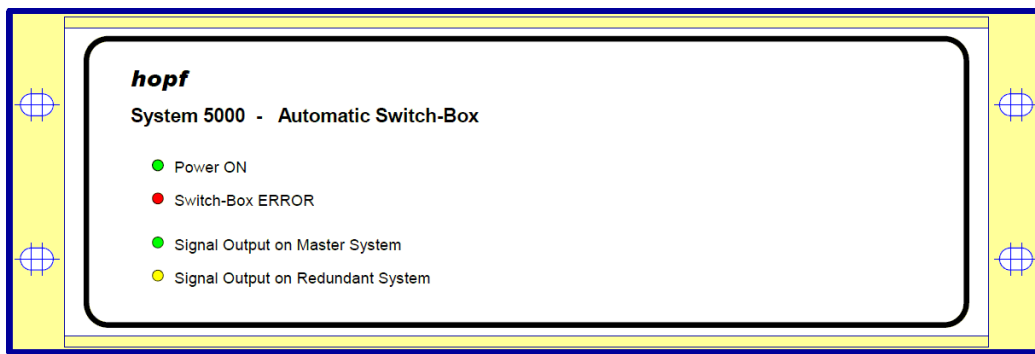 hopf
System 5000 - Automatic Switch-Box
Power ON
Switch-Box ERROR
Signal Output on Master System
Signal Output on Redundant System